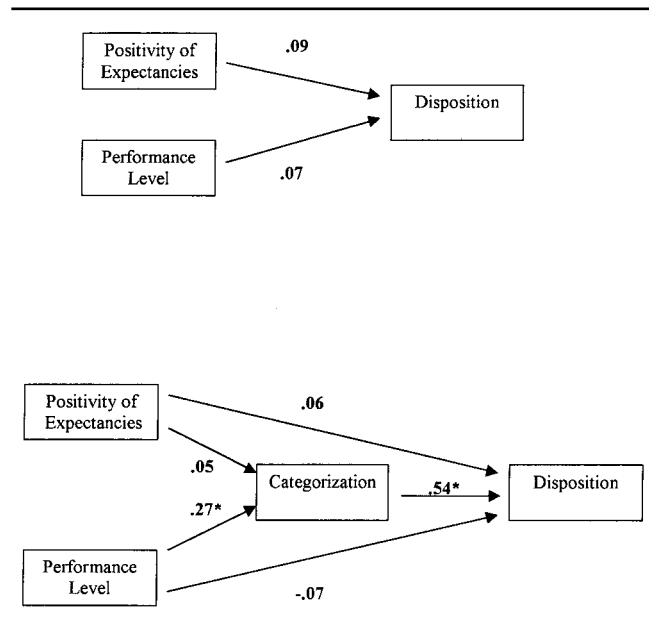 Positivity of
Expectancies
.09
Disposition
Performance
Level
.07
Positivity of
Expectancies
.06
.05
Categorization
.54*
Disposition
.27*
Performance
Level
-.07